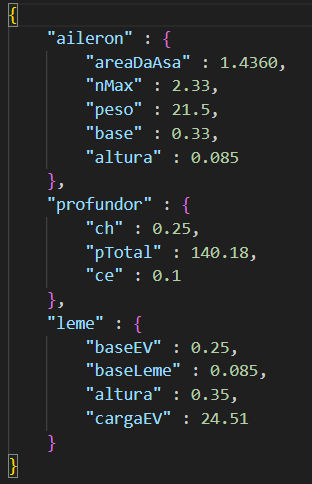 {
    "aileron" : {
        "areaDaAsa" : 1.4360,
        "nMax" : 2.33,
        "peso" : 21.5,
        "base" : 0.33,
        "altura" : 0.085
    },
    "profundor" : {
        "ch" : 0.25,
        "pTotal" : 140.18,
        "ce" : 0.1
    },
    "leme" : {
        "baseEV" : 0.25,
        "baseLeme" : 0.085,
        "altura" : 0.35,
        "cargaEV" : 24.51
    }
}